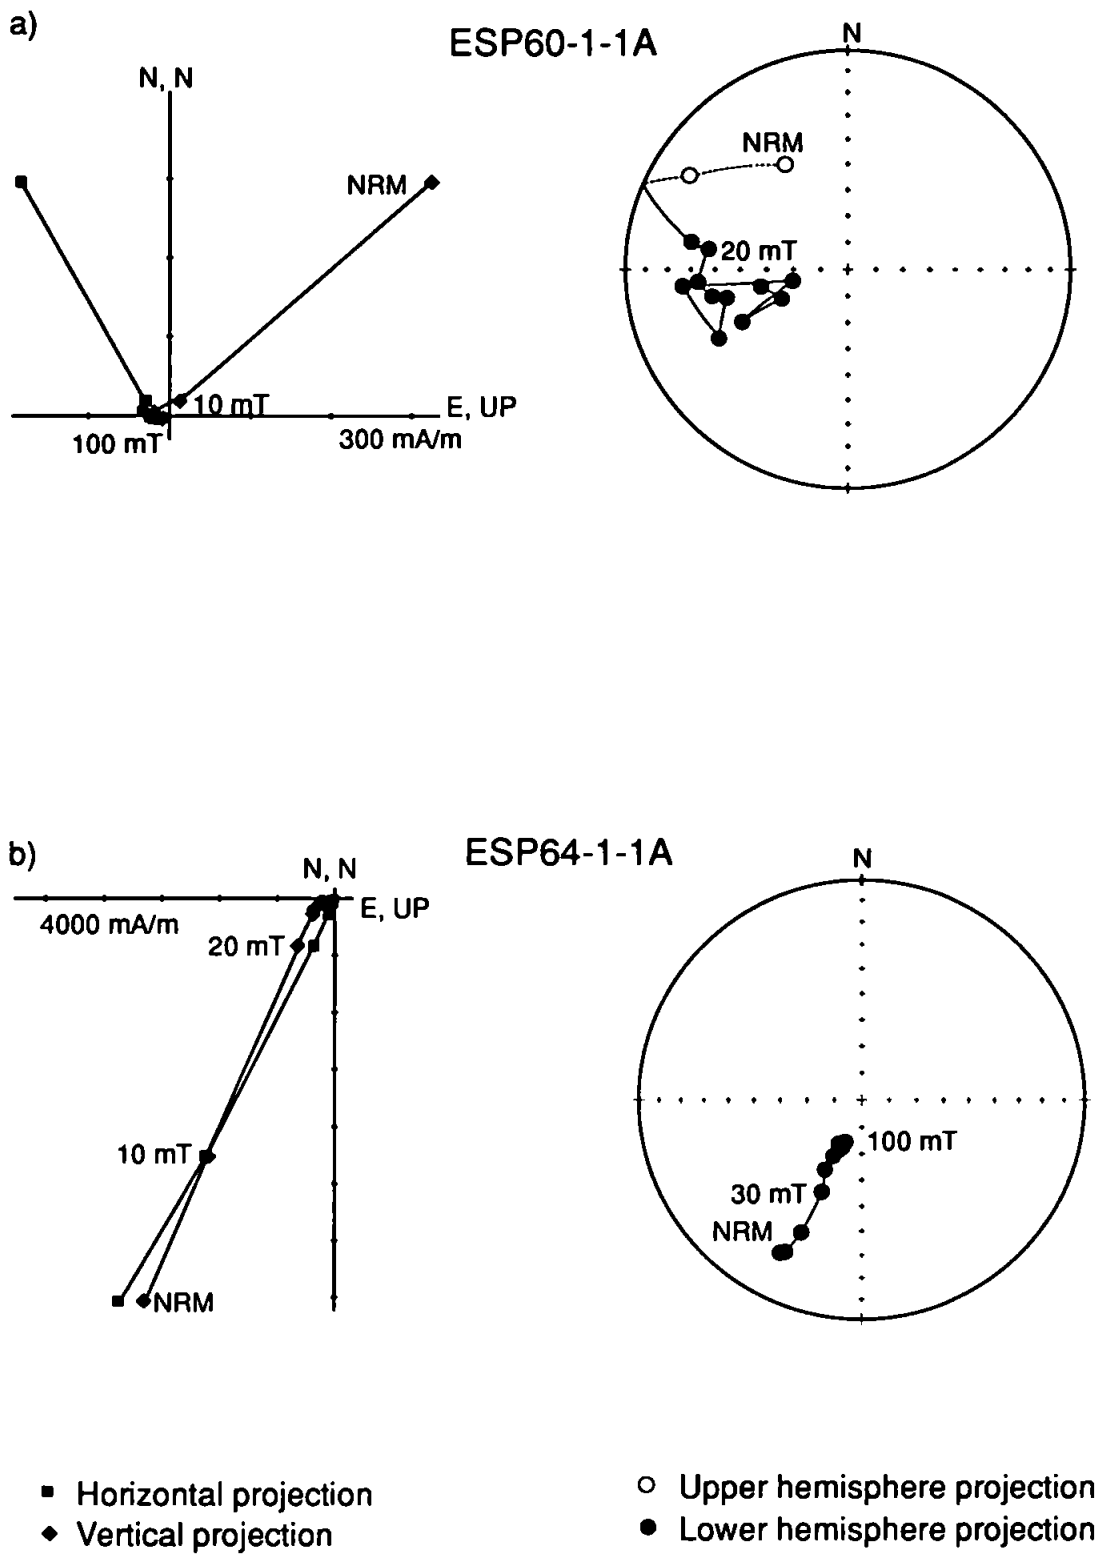 a)
ESP60-1-1A
N, N
NRM
10 mT
E, UP
100 mT
300 mA/m
N
NRM
20 mT
b)
ESP64-1-1A
N, N
4000 mA/m
E, UP
20 mT
10 mT
NRM
N
100 mT
30 mT
NRM
Horizontal projection
Vertical projection
Upper hemisphere projection
Lower hemisphere projection